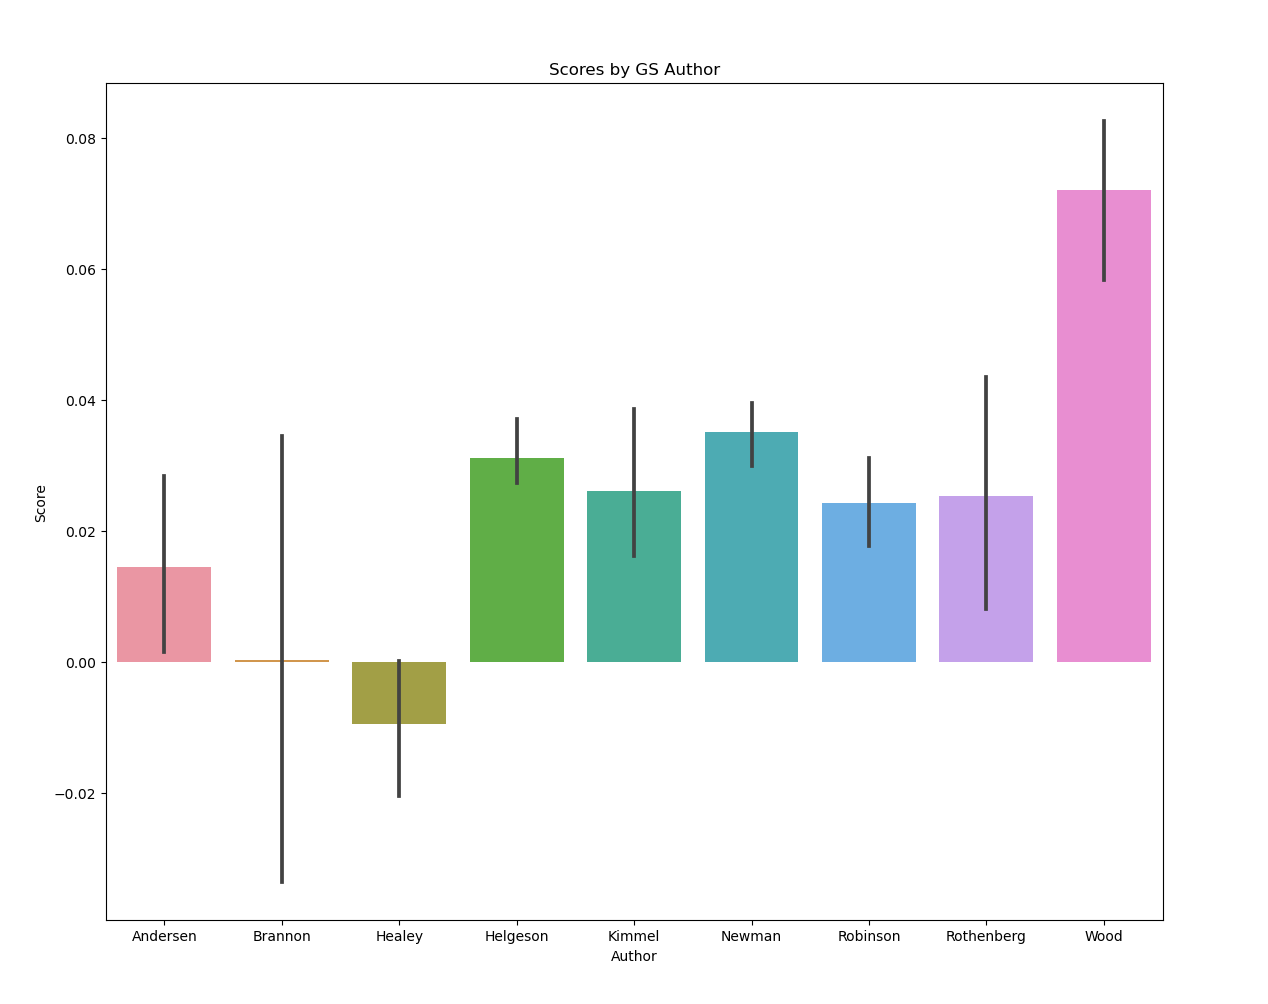 Scores by GS Author
0.08
0.06
0.04
0.02
0.00
−0.02
Score
Andersen Brannon Healey Helgeson Kimmel Newman Robinson Rothenberg Wood
Author